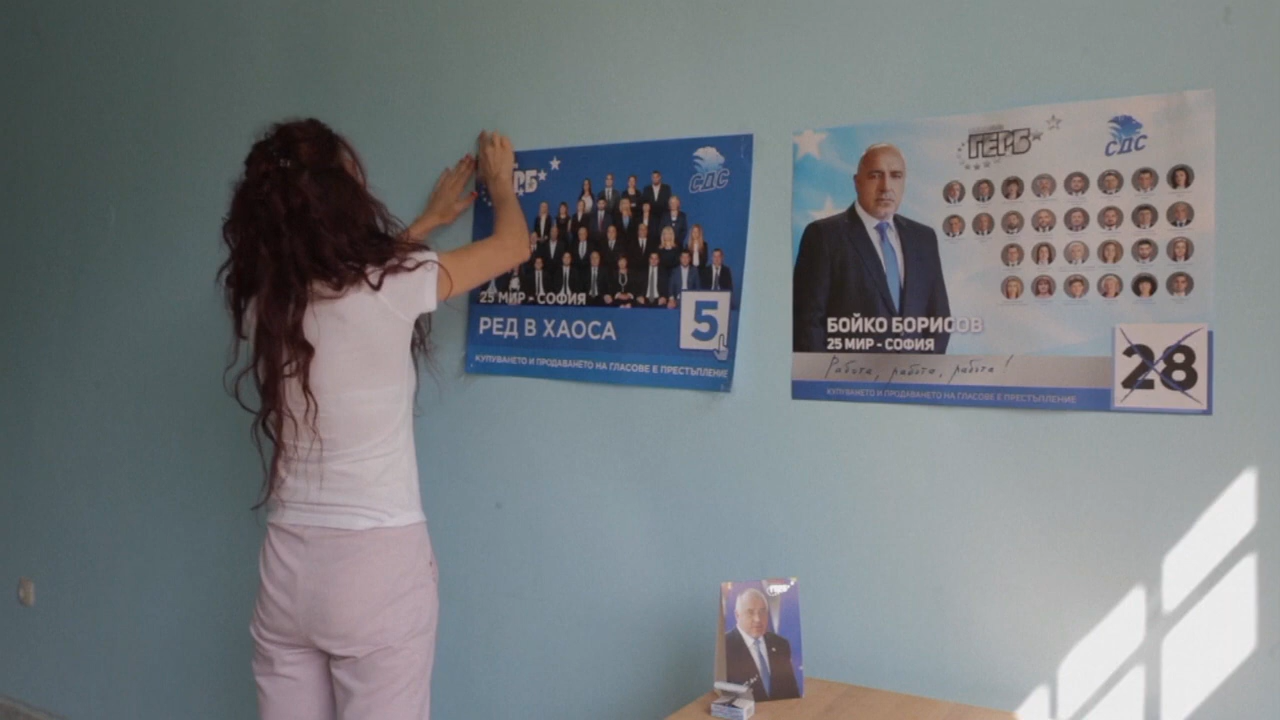 СДС
25 МИР - СОФИЯ
РЕД В ХАОСА
5
КУПУВАНЕТО И ПРОДАВАНЕТО НА ГЛАСОВЕ Е ПРЕСТЪПЛЕНИЕ
ГЕРБ
СДС
БОЙКО БОРИСОВ
25 МИР - СОФИЯ
Работа, работа, работа!
28
КУПУВАНЕТО И ПРОДАВАНЕТО НА ГЛАСОВЕ Е ПРЕСТЪПЛЕНИЕ
ГЕРБ